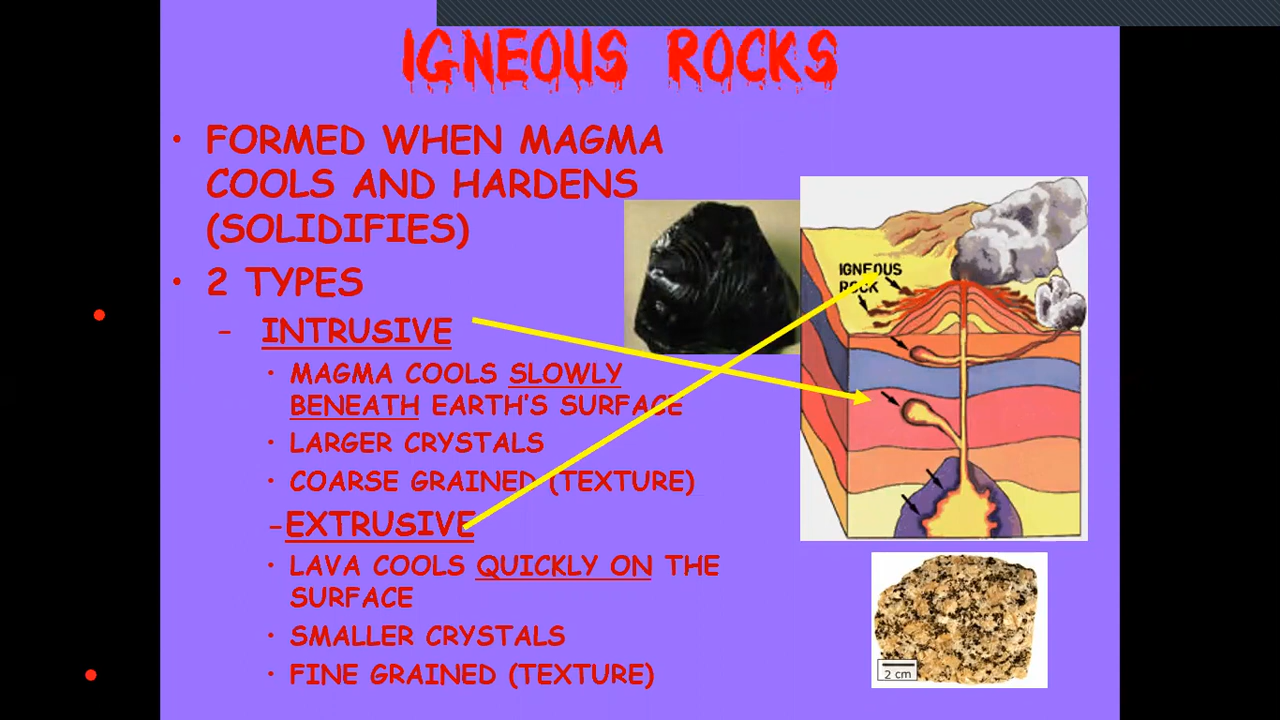 IGNEOUS ROCKS
• FORMED WHEN MAGMA
COOLS AND HARDENS
(SOLIDIFIES)
• 2 TYPES
– INTRUSIVE
• MAGMA COOLS SLOWLY
BENEATH EARTH'S SURFACE
• LARGER CRYSTALS
• COARSE GRAINED (TEXTURE)
–EXTRUSIVE
• LAVA COOLS QUICKLY ON THE
SURFACE
• SMALLER CRYSTALS
• FINE GRAINED (TEXTURE)
IGNEOUS
ROCK
2 cm